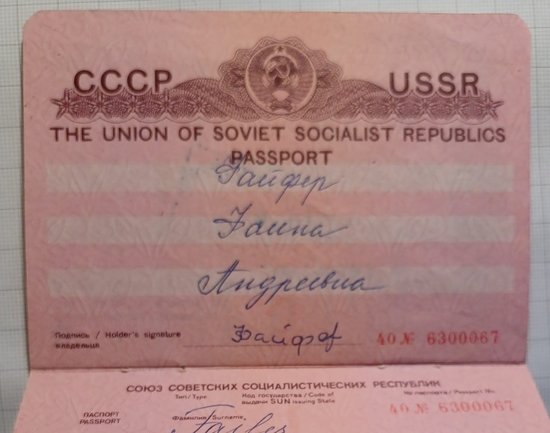 СССР USSR
THE UNION OF SOVIET SOCIALIST REPUBLICS
PASSPORT
Фаина
Андреевна
Подпись / Holder's signature
владельца
40 № 6300067
СОЮЗ СОВЕТСКИХ СОЦИАЛИСТИЧЕСКИХ РЕСПУБЛИК
Тип / Type Код государства / Code of № паспорта / Passport №.
ПАСПОРТ выдачи SUN issuing State 40 № 6300067
PASSPORT Фамилия / Surname